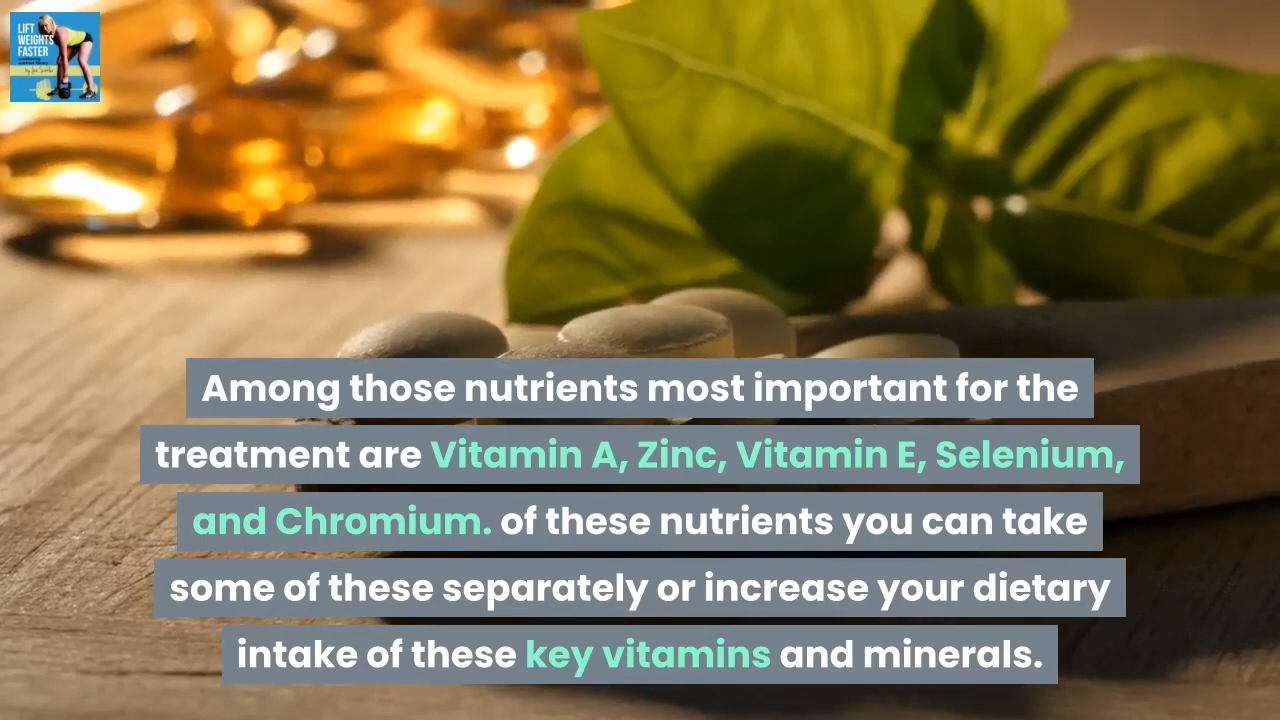 LIFT
WEIGHTS
FASTER
Among those nutrients most important for the
treatment are Vitamin A, Zinc, Vitamin E, Selenium,
and Chromium. of these nutrients you can take
some of these separately or increase your dietary
intake of these key vitamins and minerals.